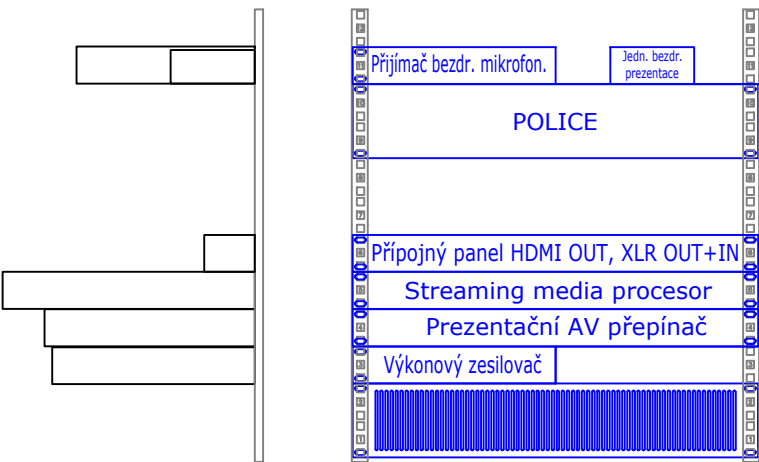 Přijímač bezdr. mikrofon.
Jedn. bezdr.
prezentace
POLICE
Přípojný panel HDMI OUT, XLR OUT+IN
Streaming media procesor
Prezentační AV přepínač
Výkonový zesilovač